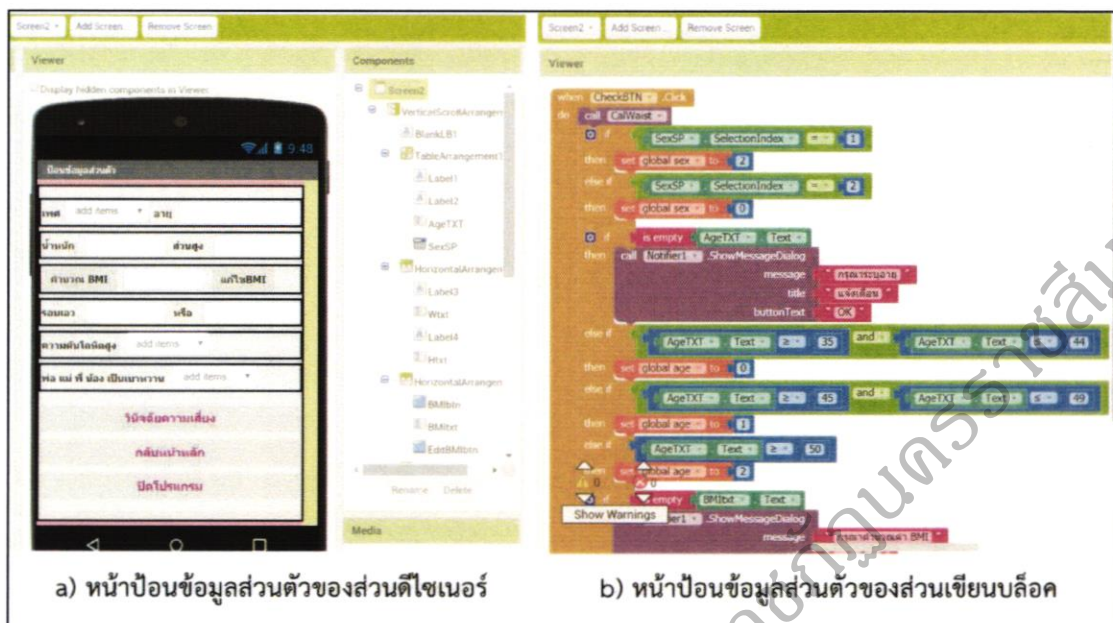 Screen2 Add Screen ... Remove Screen
Viewer Components
Display hidden components in Viewer
9:48
ป้อนข้อมูลส่วนตัว
เพศ add items อายุ
น้ำหนัก ส่วนสูง
คำนวณ BMI แก้ไขBMI
รอบเอว หรือ
ความดันโลหิตสูง add items
พ่อ แม่ พี่ น้อง เป็นเบาหวาน add items
วินิจฉัยความเสี่ยง
กลับหน้าหลัก
ปิดโปรแกรม
Screen2
VerticalScrollArrangem
BlankLB1
TableArrangement1
Label1
Label2
AgeTXT
SexSP
HorizontalArrangen
Label3
Wtxt
Label4
Htxt
HorizontalArrangen
BMIbtn
BMItxt
EditBMIbtn
Rename Delete
Media
a) หน้าป้อนข้อมูลส่วนตัวของส่วนดีไซเนอร์
Screen2 Add Screen ... Remove Screen
Viewer
when CheckBTN .Click
do call CalWaist
if SexSP . SelectionIndex = 1
then set global sex to 2
else if SexSP . SelectionIndex = 2
then set global sex to 0
if is empty AgeTXT . Text
then call Notifier1 .ShowMessageDialog
message " กรุณาระบุอายุ "
title " แจ้งเตือน "
buttonText " OK "
else if AgeTXT . Text ≥ 35 and AgeTXT . Text ≤ 44
then set global age to 0
else if AgeTXT . Text ≥ 45 and AgeTXT . Text ≤ 49
then set global age to 1
else if AgeTXT . Text ≥ 50
then set global age to 2
0 0
if is empty BMItxt . Text
Show Warnings
.ShowMessageDialog
message
b) หน้าป้อนข้อมูลส่วนตัวของส่วนเขียนบล็อค